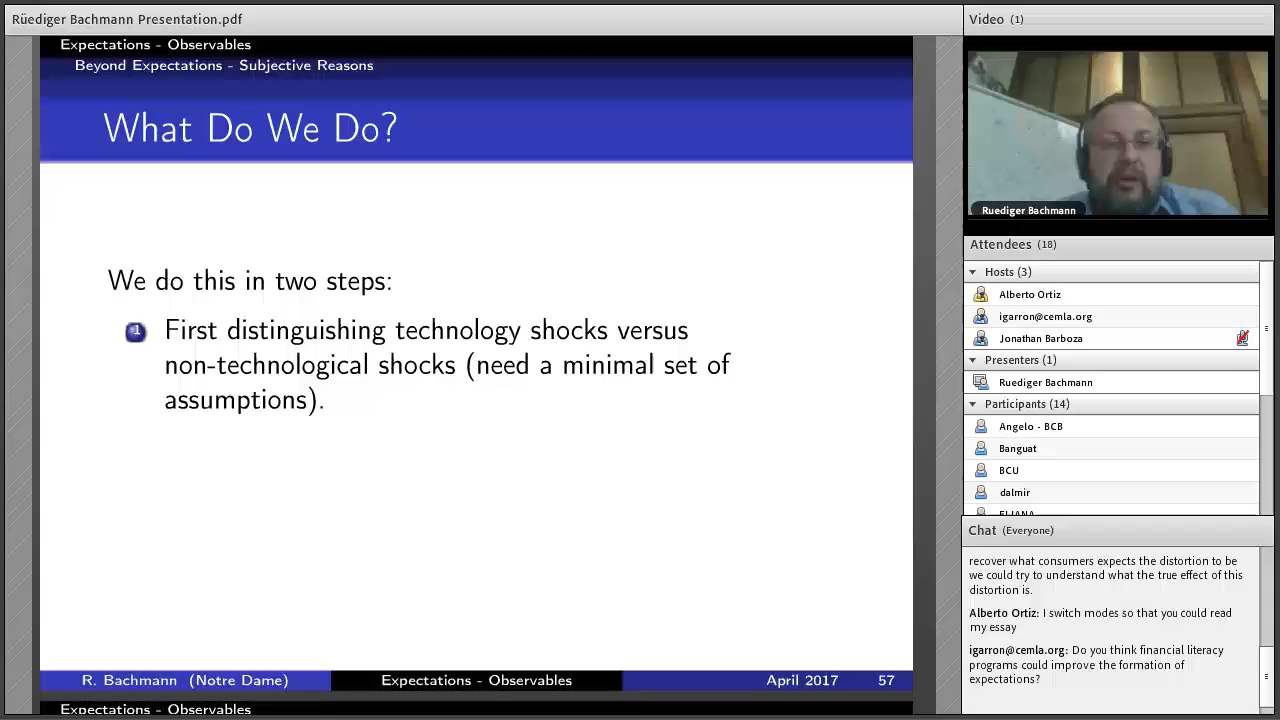 Rüediger Bachmann Presentation.pdf
Expectations - Observables
Beyond Expectations - Subjective Reasons
What Do We Do?
We do this in two steps:
1 First distinguishing technology shocks versus
non-technological shocks (need a minimal set of
assumptions).
R. Bachmann (Notre Dame) Expectations - Observables April 2017 57
Expectations - Observables
Video (1)
Ruediger Bachmann
Attendees (18)
Hosts (3)
Alberto Ortiz
igarron@cemla.org
Jonathan Barboza
Presenters (1)
Ruediger Bachmann
Participants (14)
Angelo - BCB
Banguat
BCU
dalmir
Chat (Everyone)
recover what consumers expects the distortion to be
we could try to understand what the true effect of this
distortion is.
Alberto Ortiz: I switch modes so that you could read
my essay
igarron@cemla.org: Do you think financial literacy
programs could improve the formation of
expectations?